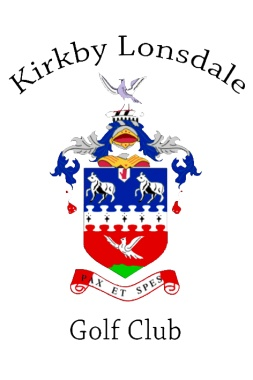 Kirkby Lonsdale
PAX ET SPES
Golf Club